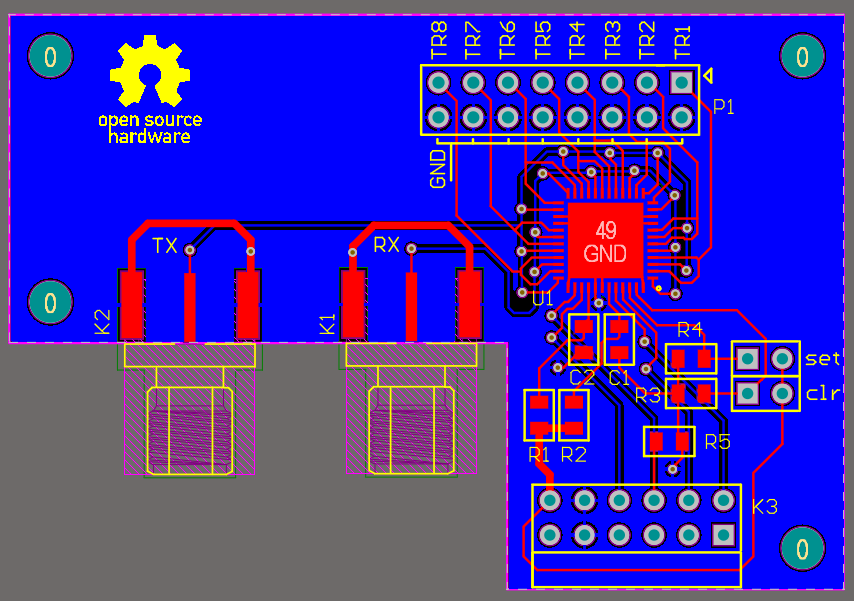 TR8 TR7 TR6 TR5 TR4 TR3 TR2 TR1
0
0
open source
hardware
P1
GND
TX
RX
49
GND
U1
0
K2
K1
R4
set
C2
C1
R3
clr
R1
R2
R5
K3
0